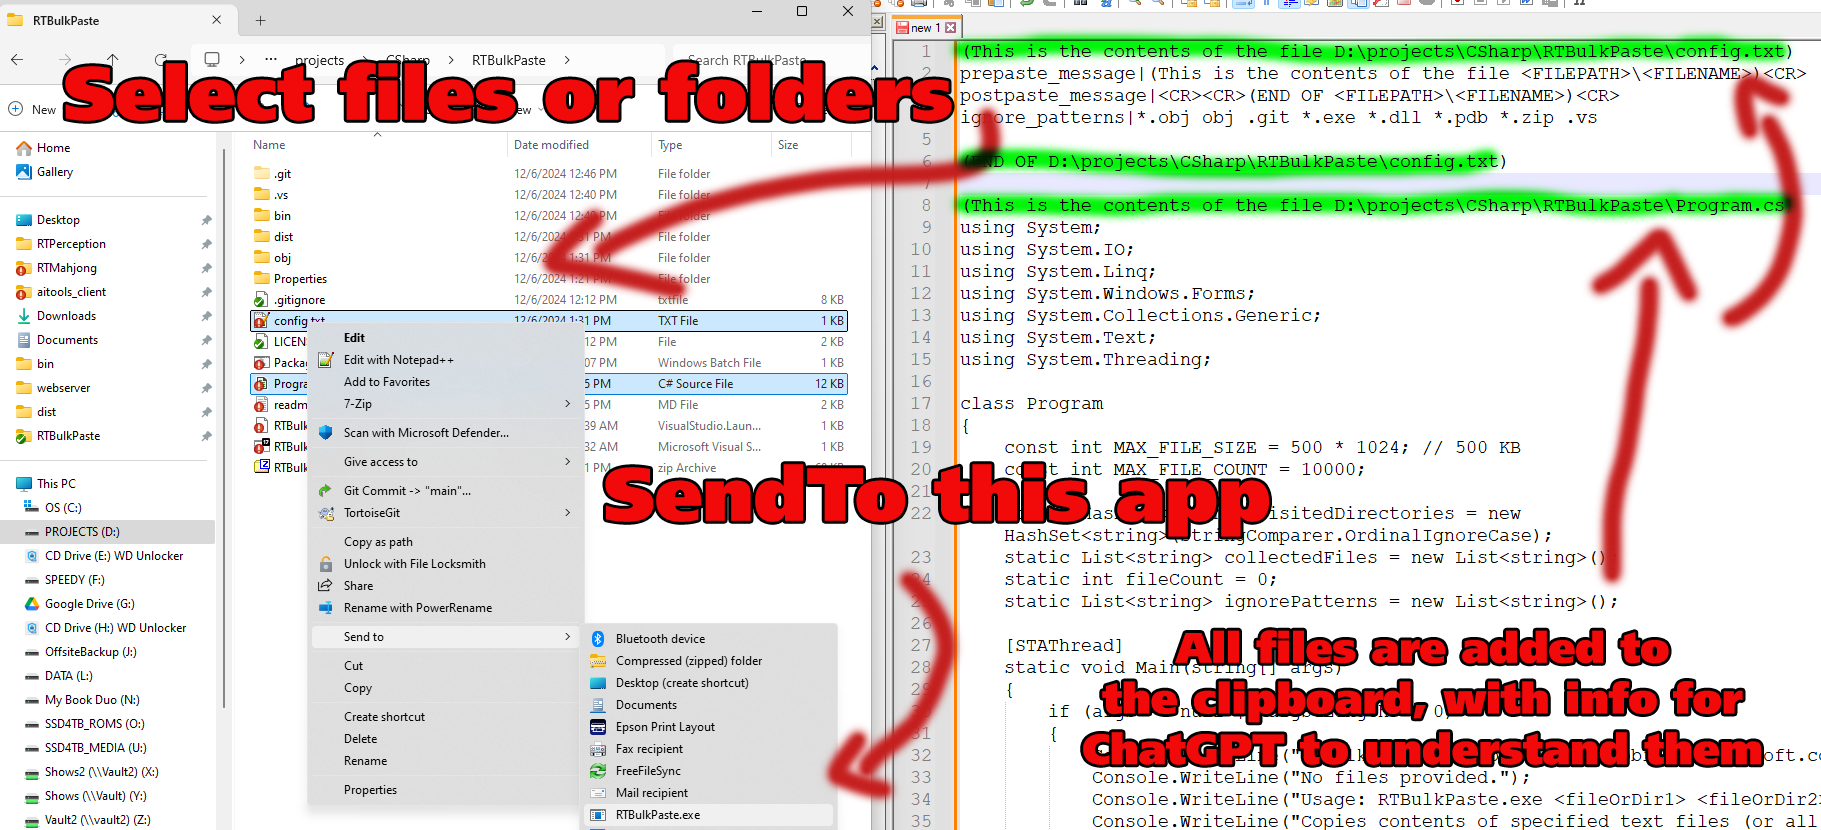 RTBulkPaste
projects
CSharp
RTBulkPaste
Search RTBulkPaste
New
Select files or folders
Name
Date modified
Type
Size
Home
Gallery
Desktop
RTPerception
RTMahjong
aitools_client
Downloads
Documents
bin
webserver
dist
RTBulkPaste
This PC
OS (C:)
PROJECTS (D:)
CD Drive (E:) WD Unlocker
SPEEDY (F:)
Google Drive (G:)
CD Drive (H:) WD Unlocker
OffsiteBackup (J:)
DATA (L:)
My Book Duo (N:)
SSD4TB_ROMS (O:)
SSD4TB_MEDIA (U:)
Shows2 (\\Vault2) (X:)
Shows (\\Vault) (Y:)
Vault2 (\\vault2) (Z:)
.git 12/6/2024 12:46 PM File folder
.vs 12/6/2024 12:40 PM File folder
bin 12/6/2024 PM File folder
dist 12/6/2024 PM File folder
obj 1:31 PM File folder
Properties 12/6/2024 1:21 File folder
.gitignore 12/6/2024 12:12 PM txtfile 8 KB
config.txt 12/6/2024 1:31 PM TXT File 1 KB
LICEN 12 PM File 2 KB
Packa 07 PM Windows Batch File 1 KB
Progra 5 PM C# Source File 12 KB
readm 5 PM MD File 2 KB
RTBulk 39 AM VisualStudio.Laun... 1 KB
RTBulk 32 AM Microsoft Visual S... 1 KB
RTBulk 1 PM zip Archive KB
Edit
Edit with Notepad++
Add to Favorites
7-Zip
Scan with Microsoft Defender...
Give access to
Git Commit -> "main"...
TortoiseGit
Copy as path
Unlock with File Locksmith
Share
Rename with PowerRename
Send to
Cut
Copy
Create shortcut
Delete
Rename
Properties
SendTo this app
Bluetooth device
Compressed (zipped) folder
Desktop (create shortcut)
Documents
Epson Print Layout
Fax recipient
FreeFileSync
Mail recipient
RTBulkPaste.exe
new 1
1 (This is the contents of the file D:\projects\CSharp\RTBulkPaste\config.txt)
2 prepaste_message|(This is the contents of the file <FILEPATH>\<FILENAME>)<CR>
postpaste_message|<CR><CR>(END OF <FILEPATH>\<FILENAME>)<CR>
ignore_patterns|*.obj obj .git *.exe *.dll *.pdb *.zip .vs
5
6 (END OF D:\projects\CSharp\RTBulkPaste\config.txt)
7
8 (This is the contents of the file D:\projects\CSharp\RTBulkPaste\Program.cs
9 using System;
10 using System.IO;
11 using System.Linq;
12 using System.Windows.Forms;
13 using System.Collections.Generic;
14 using System.Text;
15 using System.Threading;
16
17 class Program
18 {
19 const int MAX_FILE_SIZE = 500 * 1024; // 500 KB
20 const int MAX_FILE_COUNT = 10000;
21
22 isitedDirectories = new
HashSet<string>(StringComparer.OrdinalIgnoreCase);
23 static List<string> collectedFiles = new List<string>();
24 static int fileCount = 0;
static List<string> ignorePatterns = new List<string>();
26
27 [STAThread]
28 static void Main(string[] args)
29 {
if
31 {
32
33 Console.WriteLine("No files provided.");
34 Console.WriteLine("Usage: RTBulkPaste.exe <fileOrDir1> <fileOrDir2>
35 Console.WriteLine("Copies contents of specified text files (or all
All files are added to
the clipboard, with info for
ChatGPT to understand them